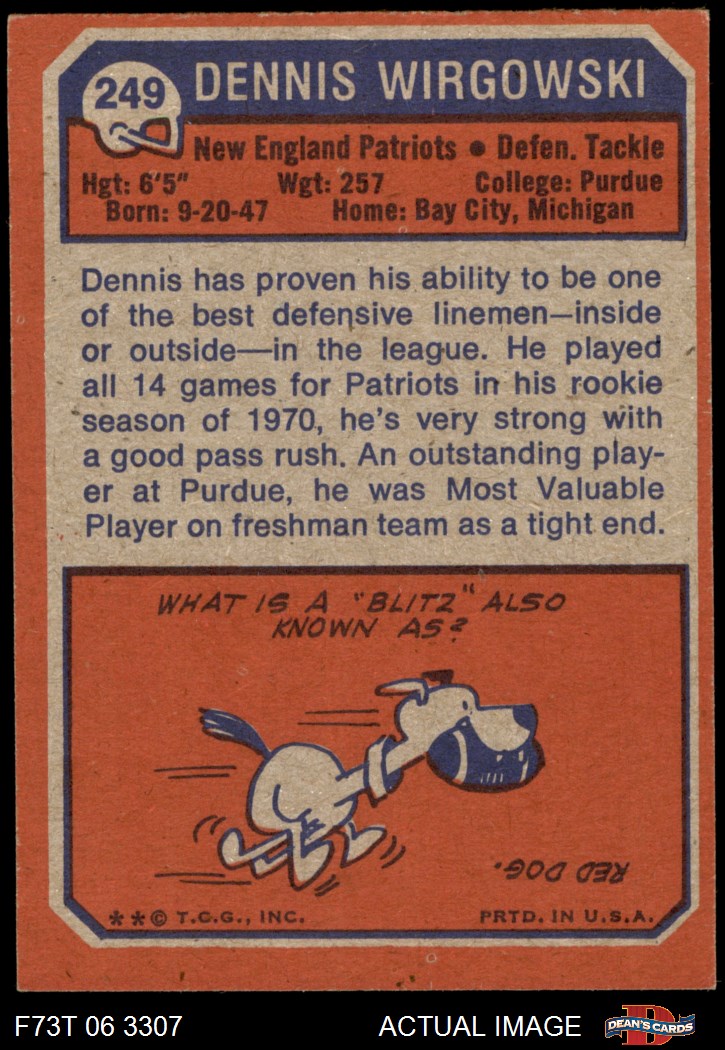 249
DENNIS WIRGOWSKI
New England Patriots ● Defen. Tackle
Hgt: 6'5" Wgt: 257 College: Purdue
Born: 9-20-47 Home: Bay City, Michigan
Dennis has proven his ability to be one
of the best defensive linemen—inside
or outside—in the league. He played
all 14 games for Patriots in his rookie
season of 1970, he's very strong with
a good pass rush. An outstanding play-
er at Purdue, he was Most Valuable
Player on freshman team as a tight end.
WHAT IS A "BLITZ" ALSO
KNOWN AS?
RED DOG.
**© T.C.G., INC. PRTD. IN U.S.A.
F73T 06 3307 ACTUAL IMAGE
D
DEAN'S CARDS